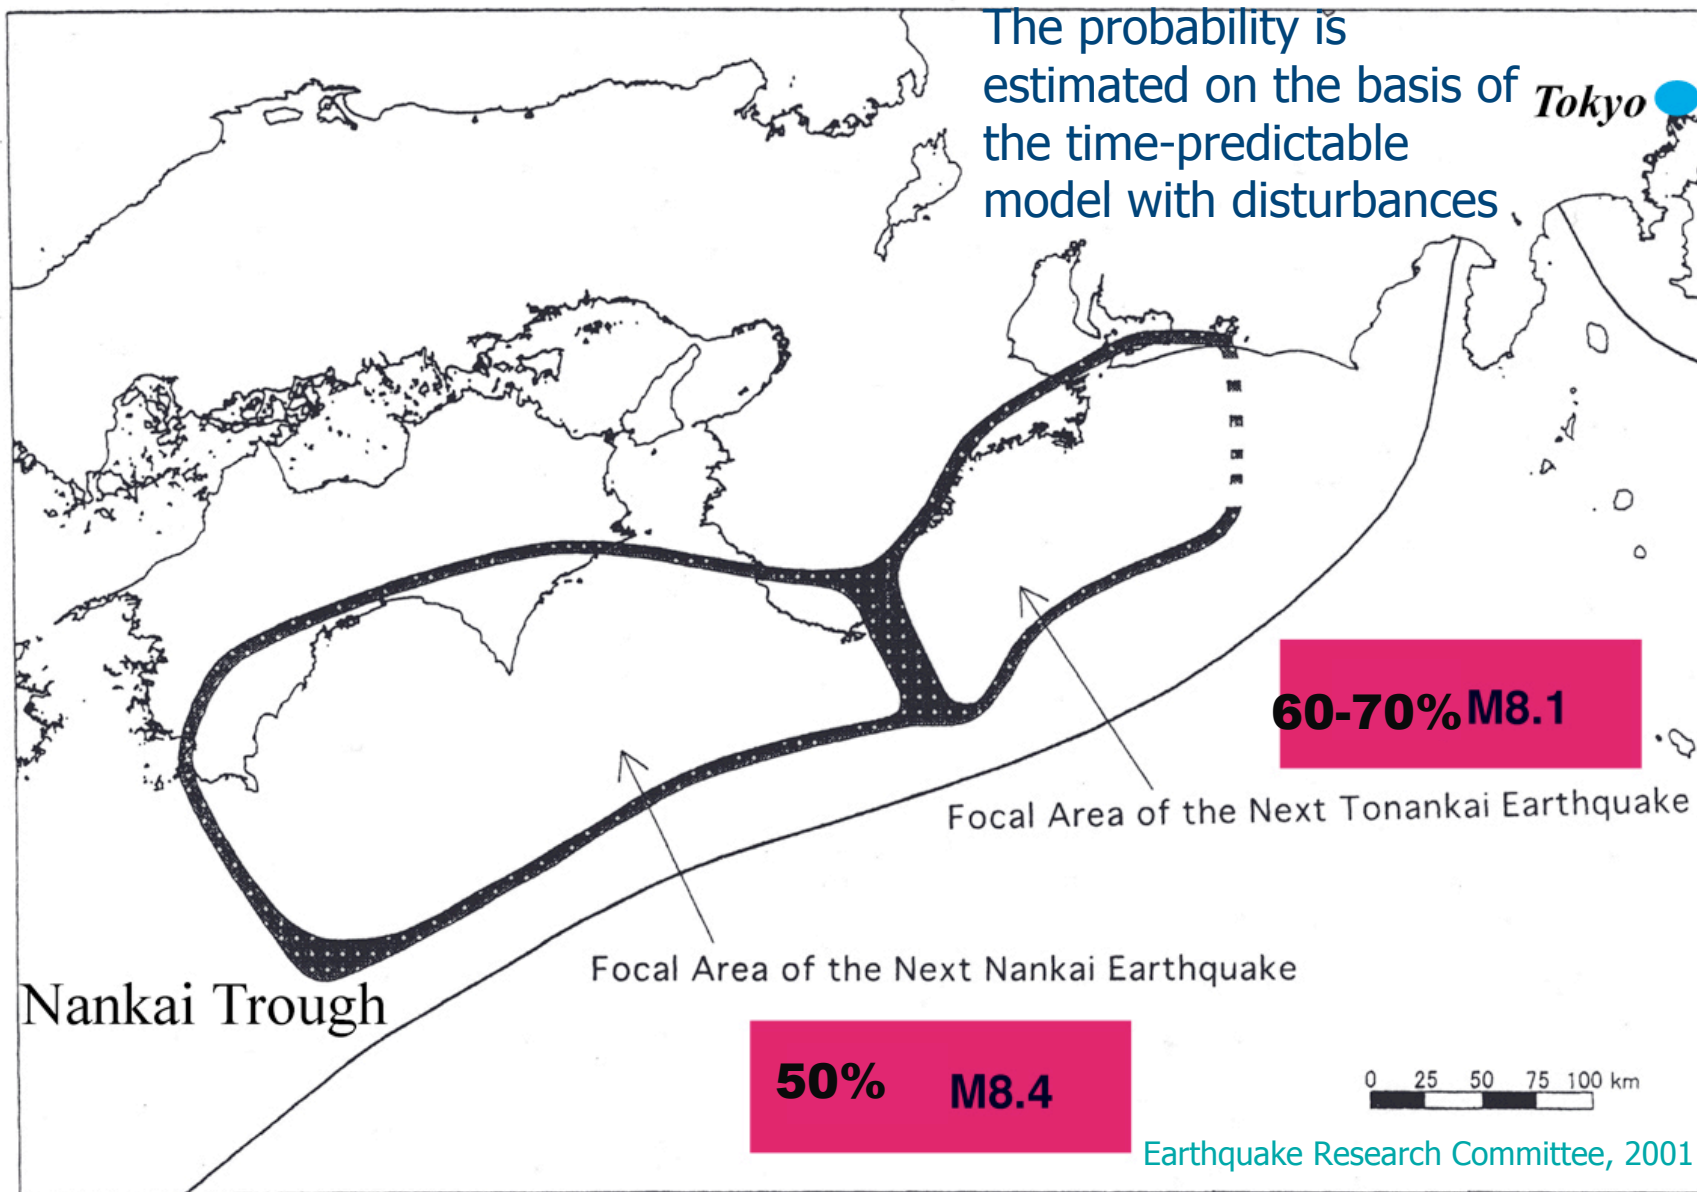 The probability is
estimated on the basis of
the time-predictable
model with disturbances
Tokyo
60-70% M8.1
Focal Area of the Next Tonankai Earthquake
Focal Area of the Next Nankai Earthquake
Nankai Trough
50% M8.4
0 25 50 75 100 km
Earthquake Research Committee, 2001